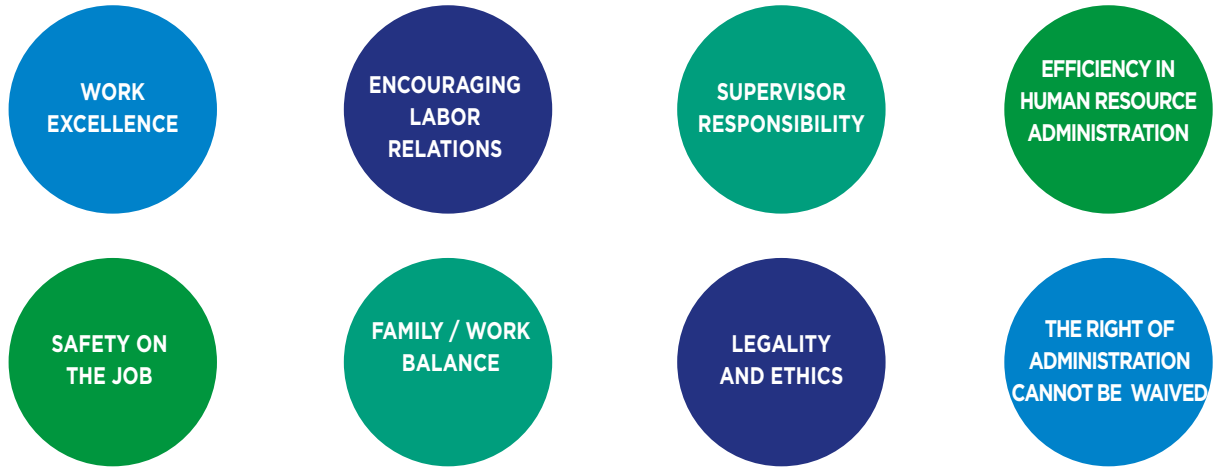 WORK
EXCELLENCE
ENCOURAGING
LABOR
RELATIONS
SUPERVISOR
RESPONSIBILITY
EFFICIENCY IN
HUMAN RESOURCE
ADMINISTRATION
SAFETY ON
THE JOB
FAMILY / WORK
BALANCE
LEGALITY
AND ETHICS
THE RIGHT OF
ADMINISTRATION
CANNOT BE WAIVED